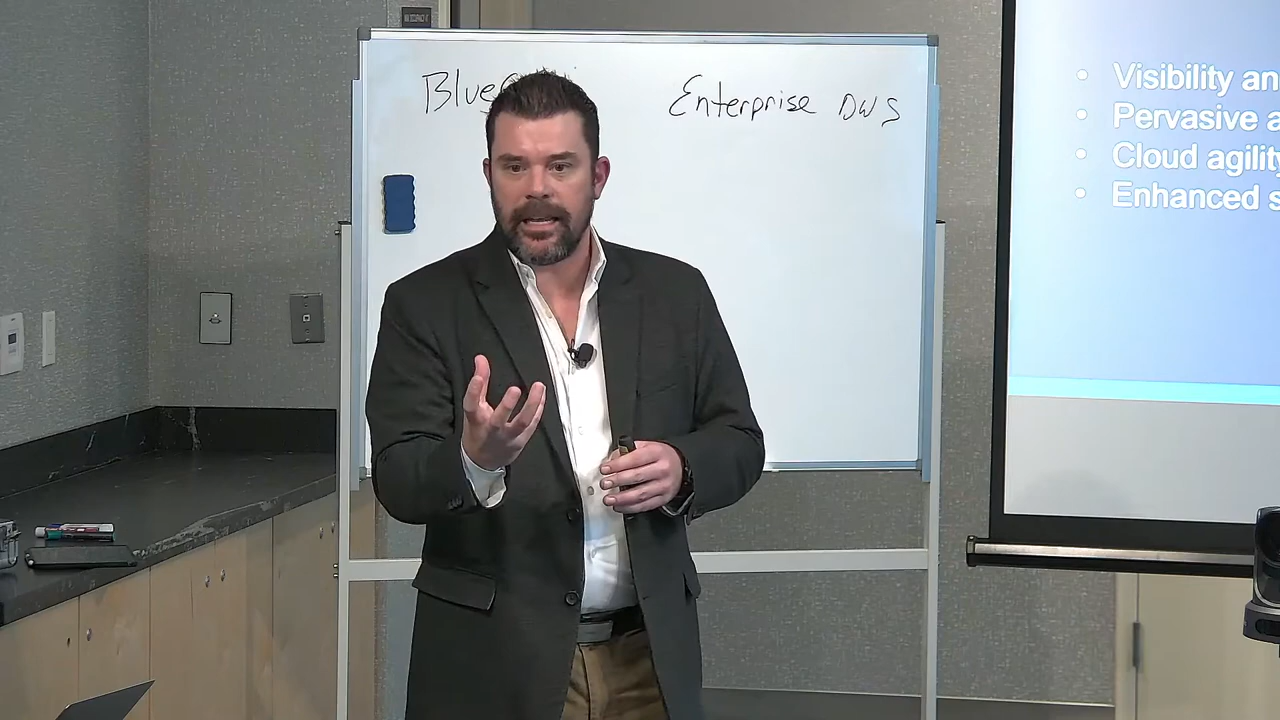 Enterprise DWS
Visibility an
Pervasive a
Cloud agility
Enhanced s